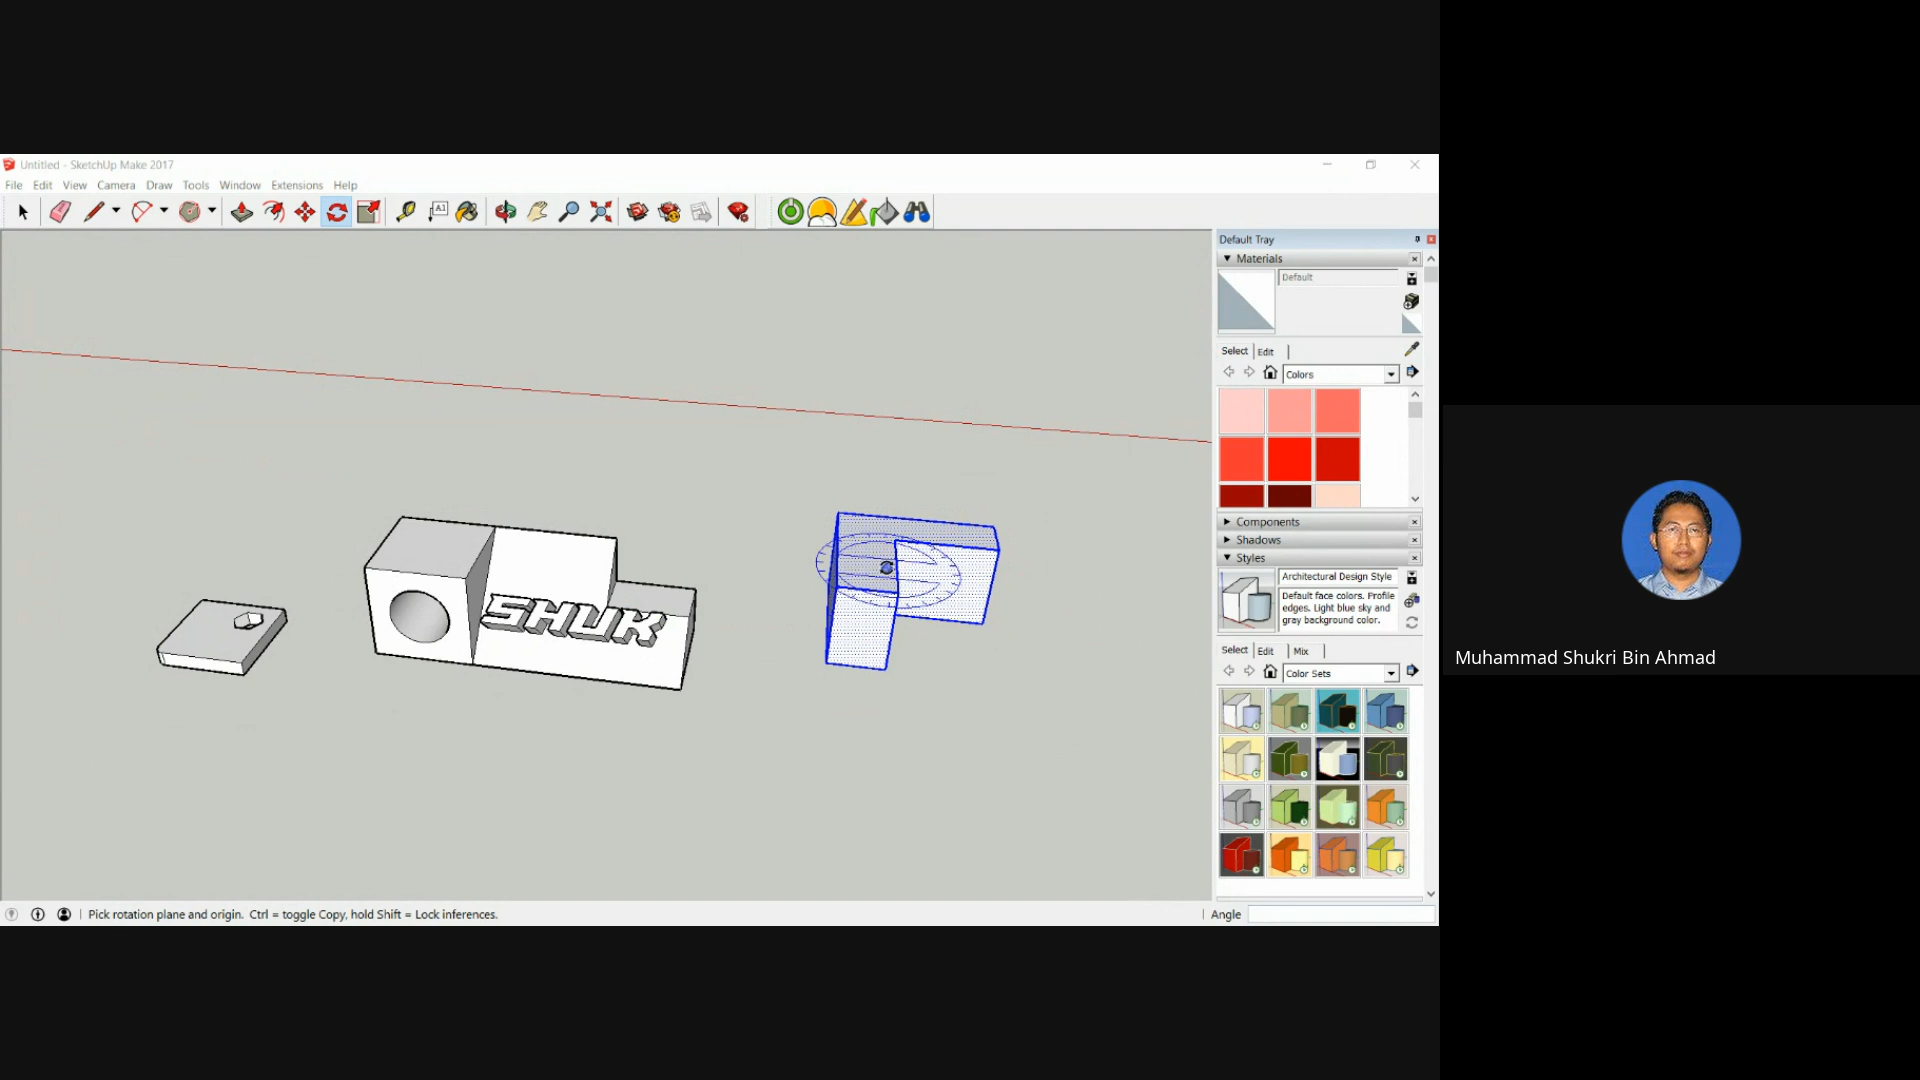 Untitled - SketchUp Make 2017
File Edit View Camera Draw Tools Window Extensions Help
A1
Default Tray
Materials
Default
Select Edit
Colors
Components
Shadows
Styles
Architectural Design Style
Default face colors. Profile
edges. Light blue sky and
gray background color.
Select Edit Mix
Color Sets
SHUK
Pick rotation plane and origin. Ctrl = toggle Copy, hold Shift = Lock inferences.
Angle
Muhammad Shukri Bin Ahmad